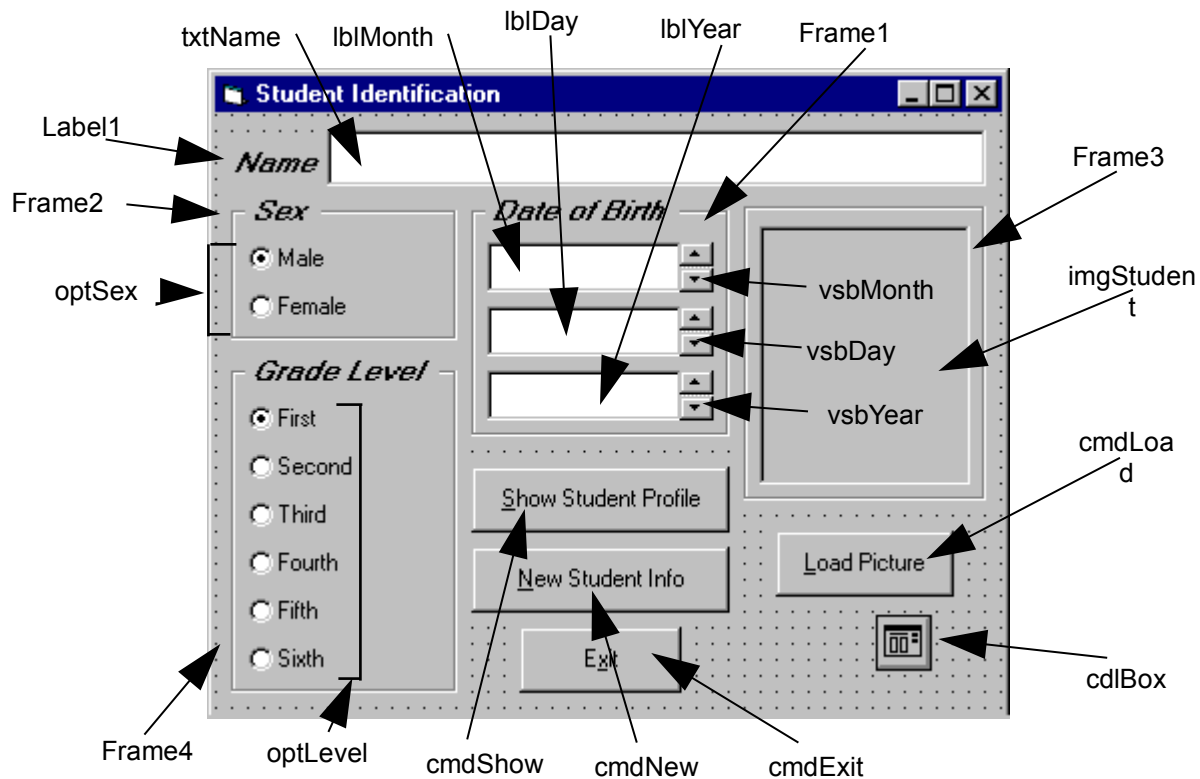 txtName
lblMonth
lblDay
lblYear
Frame1
Student Identification
Label1
Name
Frame3
Frame2
Sex
Date of Birth
Male
optSex
Female
vsbMonth
imgStuden
t
vsbDay
Grade Level
First
vsbYear
Second
cmdLoa
d
Show Student Profile
Third
Fourth
Load Picture
New Student Info
Fifth
Sixth
Exit
cdlBox
Frame4
optLevel
cmdShow
cmdNew
cmdExit